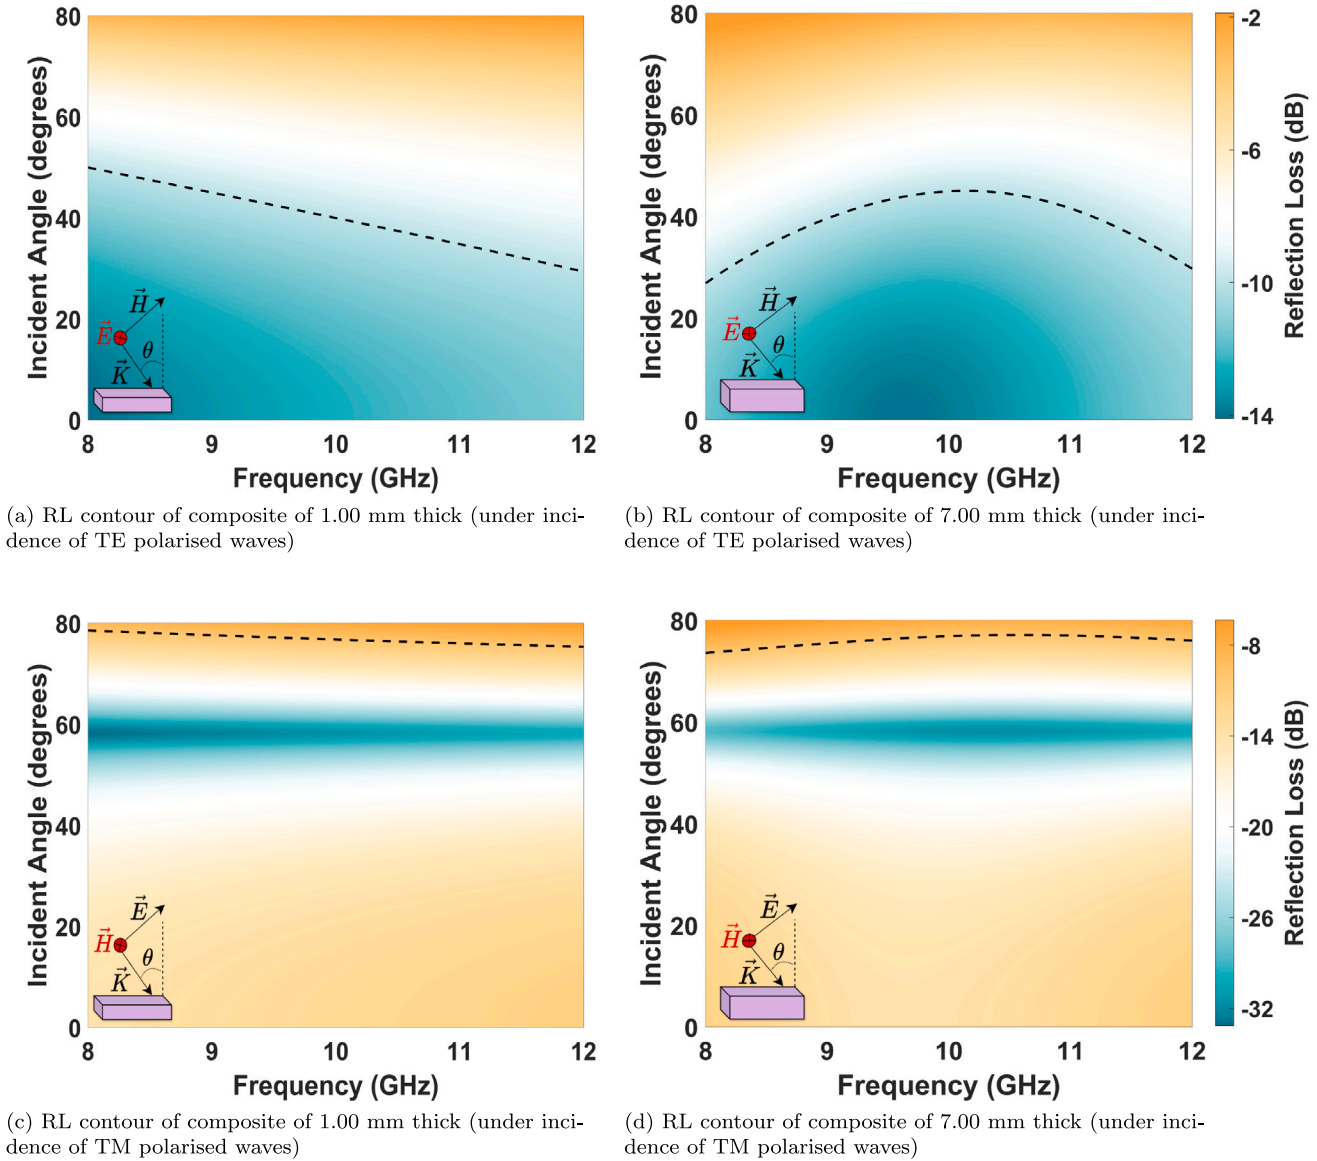 80
60
40
20
0
8
9
10
11
12
Incident Angle (degrees)
Frequency (GHz)
H⃗
E⃗
θ
K⃗
80
60
40
20
0
8
9
10
11
12
Incident Angle (degrees)
Frequency (GHz)
H⃗
E⃗
θ
K⃗
-2
-6
-10
-14
Reflection Loss (dB)
(a) RL contour of composite of 1.00 mm thick (under inci-
dence of TE polarised waves)
(b) RL contour of composite of 7.00 mm thick (under inci-
dence of TE polarised waves)
80
60
40
20
0
8
9
10
11
12
Incident Angle (degrees)
Frequency (GHz)
E⃗
H⃗
θ
K⃗
80
60
40
20
0
8
9
10
11
12
Incident Angle (degrees)
Frequency (GHz)
E⃗
H⃗
θ
K⃗
-8
-14
-20
-26
-32
Reflection Loss (dB)
(c) RL contour of composite of 1.00 mm thick (under inci-
dence of TM polarised waves)
(d) RL contour of composite of 7.00 mm thick (under inci-
dence of TM polarised waves)